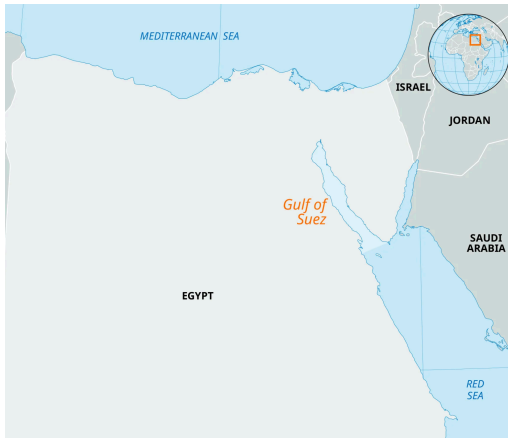 MEDITERRANEAN SEA
ISRAEL
JORDAN
Gulf of
Suez
SAUDI
ARABIA
EGYPT
RED
SEA